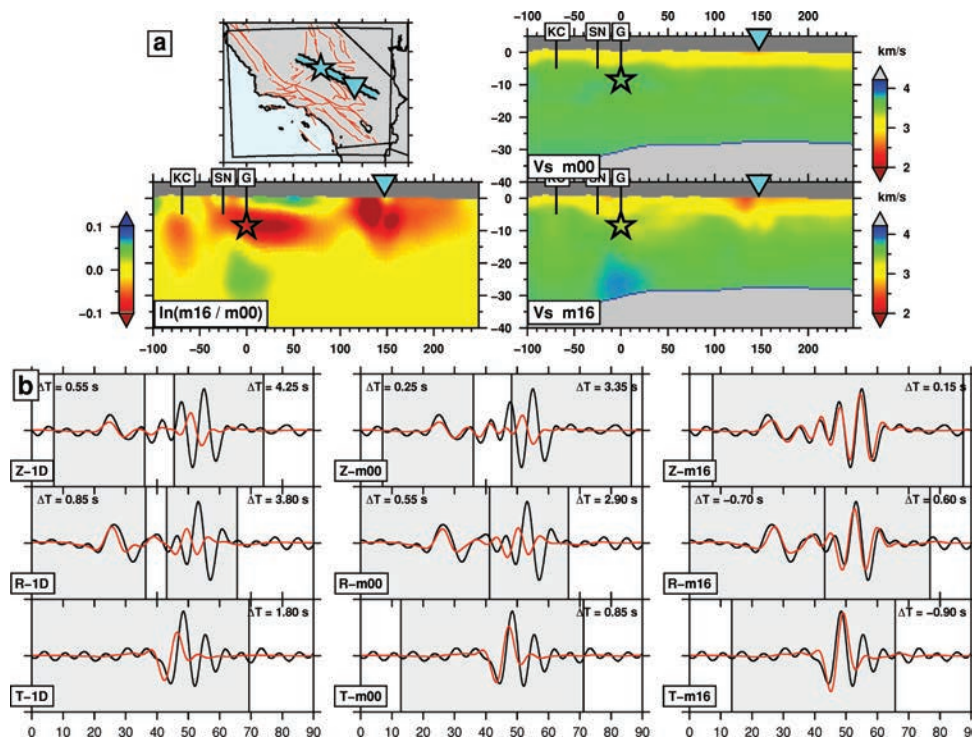 a
-100 -50 0 50 100 150 200
KC SN G
0
-10
-20
-30
-40
Vs m00
km/s
4
3
2
KC SN G
0.1
0.0
-0.1
ln(m16 / m00)
-100 -50 0 50 100 150 200
KC SN G
0
-10
-20
-30
-40
Vs m16
-100 -50 0 50 100 150 200
km/s
4
3
2
b
ΔT = 0.55 s ΔT = 4.25 s
Z-1D
ΔT = 0.25 s ΔT = 3.35 s
Z-m00
ΔT = 0.15 s
Z-m16
ΔT = 0.85 s ΔT = 3.80 s
R-1D
ΔT = 0.55 s ΔT = 2.90 s
R-m00
ΔT = -0.70 s ΔT = 0.60 s
R-m16
ΔT = 1.80 s
T-1D
ΔT = 0.85 s
T-m00
ΔT = -0.90 s
T-m16
0 10 20 30 40 50 60 70 80 90
0 10 20 30 40 50 60 70 80 90
0 10 20 30 40 50 60 70 80 90